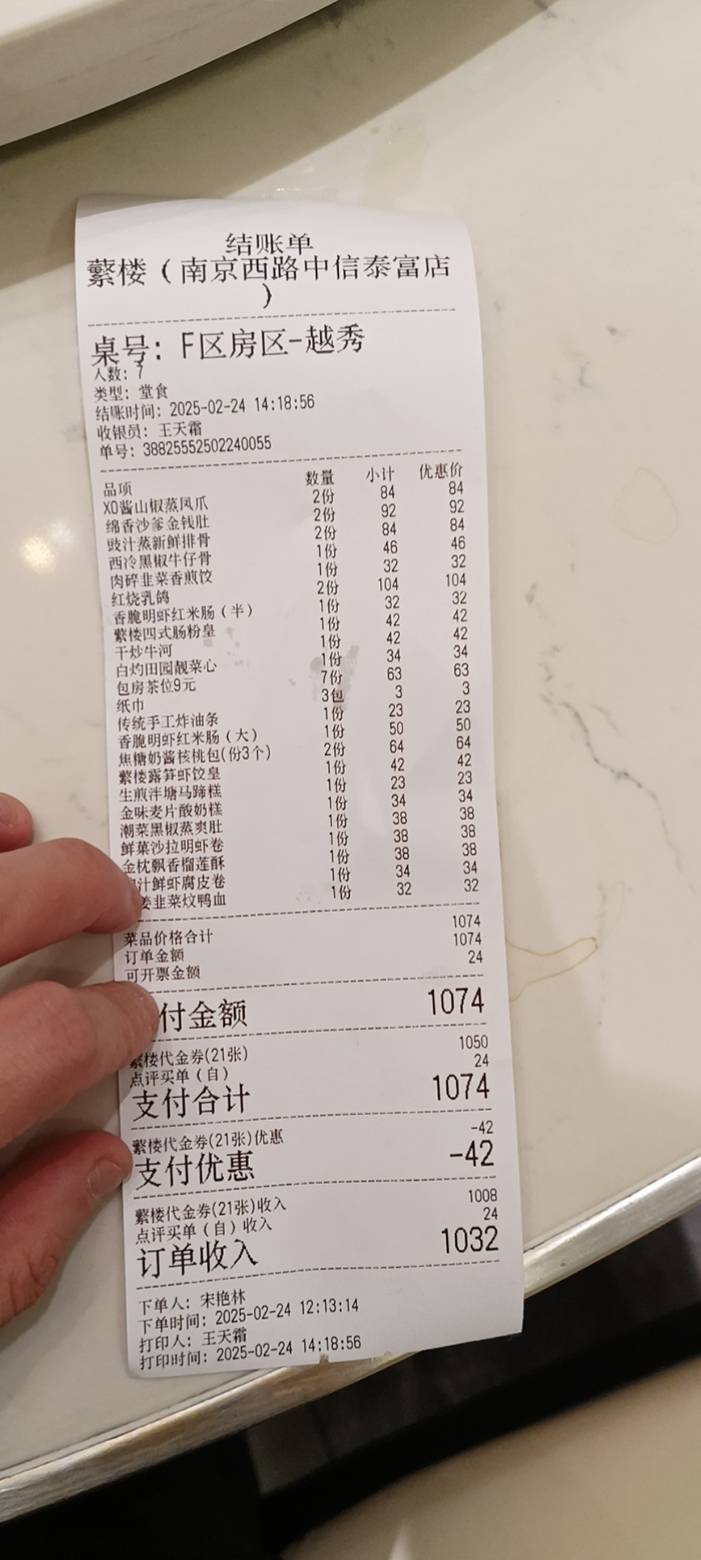 结账单
蘩楼（南京西路中信泰富店
）
桌号: F区房区-越秀
人数: 7
类型: 堂食
结账时间: 2025-02-24 14:18:56
收银员: 王天霜
单号: 38825552502240055
品项 数量 小计 优惠价
XO酱山椒蒸凤爪 2份 84 84
绵香沙爹金钱肚 2份 92 92
豉汁蒸新鲜排骨 2份 84 84
西冷黑椒牛仔骨 1份 46 46
肉碎韭菜香煎饺 1份 32 32
红烧乳鸽 2份 104 104
香脆明虾红米肠（半） 1份 32 32
蘩楼四式肠粉皇 1份 42 42
干炒牛河 1份 42 42
白灼田园靓菜心 1份 34 34
包房茶位9元 7份 63 63
纸巾 3包 3 3
传统手工炸油条 1份 23 23
香脆明虾红米肠（大） 1份 50 50
焦糖奶酱核桃包(份3个) 2份 64 64
蘩楼露笋虾饺皇 1份 42 42
生煎泮塘马蹄糕 1份 23 23
金味麦片酸奶糕 1份 34 34
潮菜黑椒蒸爽肚 1份 38 38
鲜菓沙拉明虾卷 1份 38 38
金枕飘香榴莲酥 1份 38 38
汁鲜虾腐皮卷 1份 34 34
姜韭菜炆鸭血 1份 32 32
菜品价格合计 1074
订单金额 1074
可开票金额 24
付金额 1074
蘩楼代金券(21张) 1050
点评买单（自） 24
支付合计 1074
蘩楼代金券(21张)优惠 -42
支付优惠 -42
蘩楼代金券(21张)收入 1008
点评买单（自）收入 24
订单收入 1032
下单人: 宋艳林
下单时间: 2025-02-24 12:13:14
打印人: 王天霜
打印时间: 2025-02-24 14:18:56